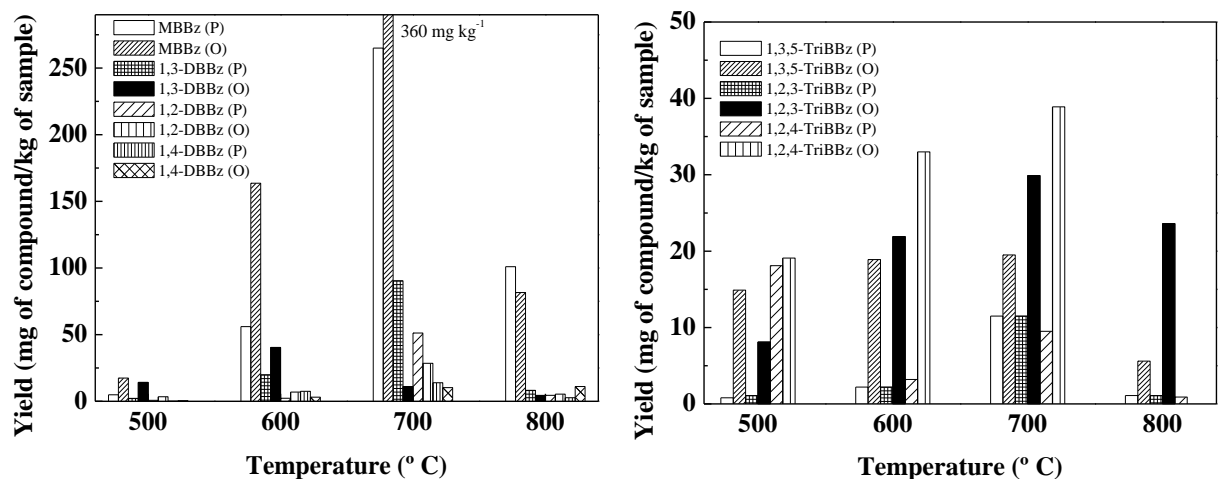 Yield (mg of compound/kg of sample)
250
200
150
100
50
0
MBBz (P)
MBBz (O)
1,3-DBBz (P)
1,3-DBBz (O)
1,2-DBBz (P)
1,2-DBBz (O)
1,4-DBBz (P)
1,4-DBBz (O)
360 mg kg⁻¹
500 600 700 800
Temperature (º C)
Yield (mg of compound/kg of sample)
50
40
30
20
10
0
1,3,5-TriBBz (P)
1,3,5-TriBBz (O)
1,2,3-TriBBz (P)
1,2,3-TriBBz (O)
1,2,4-TriBBz (P)
1,2,4-TriBBz (O)
500 600 700 800
Temperature (º C)